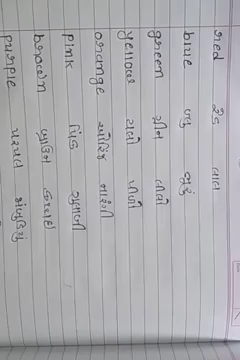 red રેડ લાલ
blue બ્લુ ભૂરું
green ગ્રીન લીલો
yellow યલો પીળો
orange ઓરિંજ નારંગી
pink પિંક ગુલાબી
brown બ્રાઉન
purple પરપલ